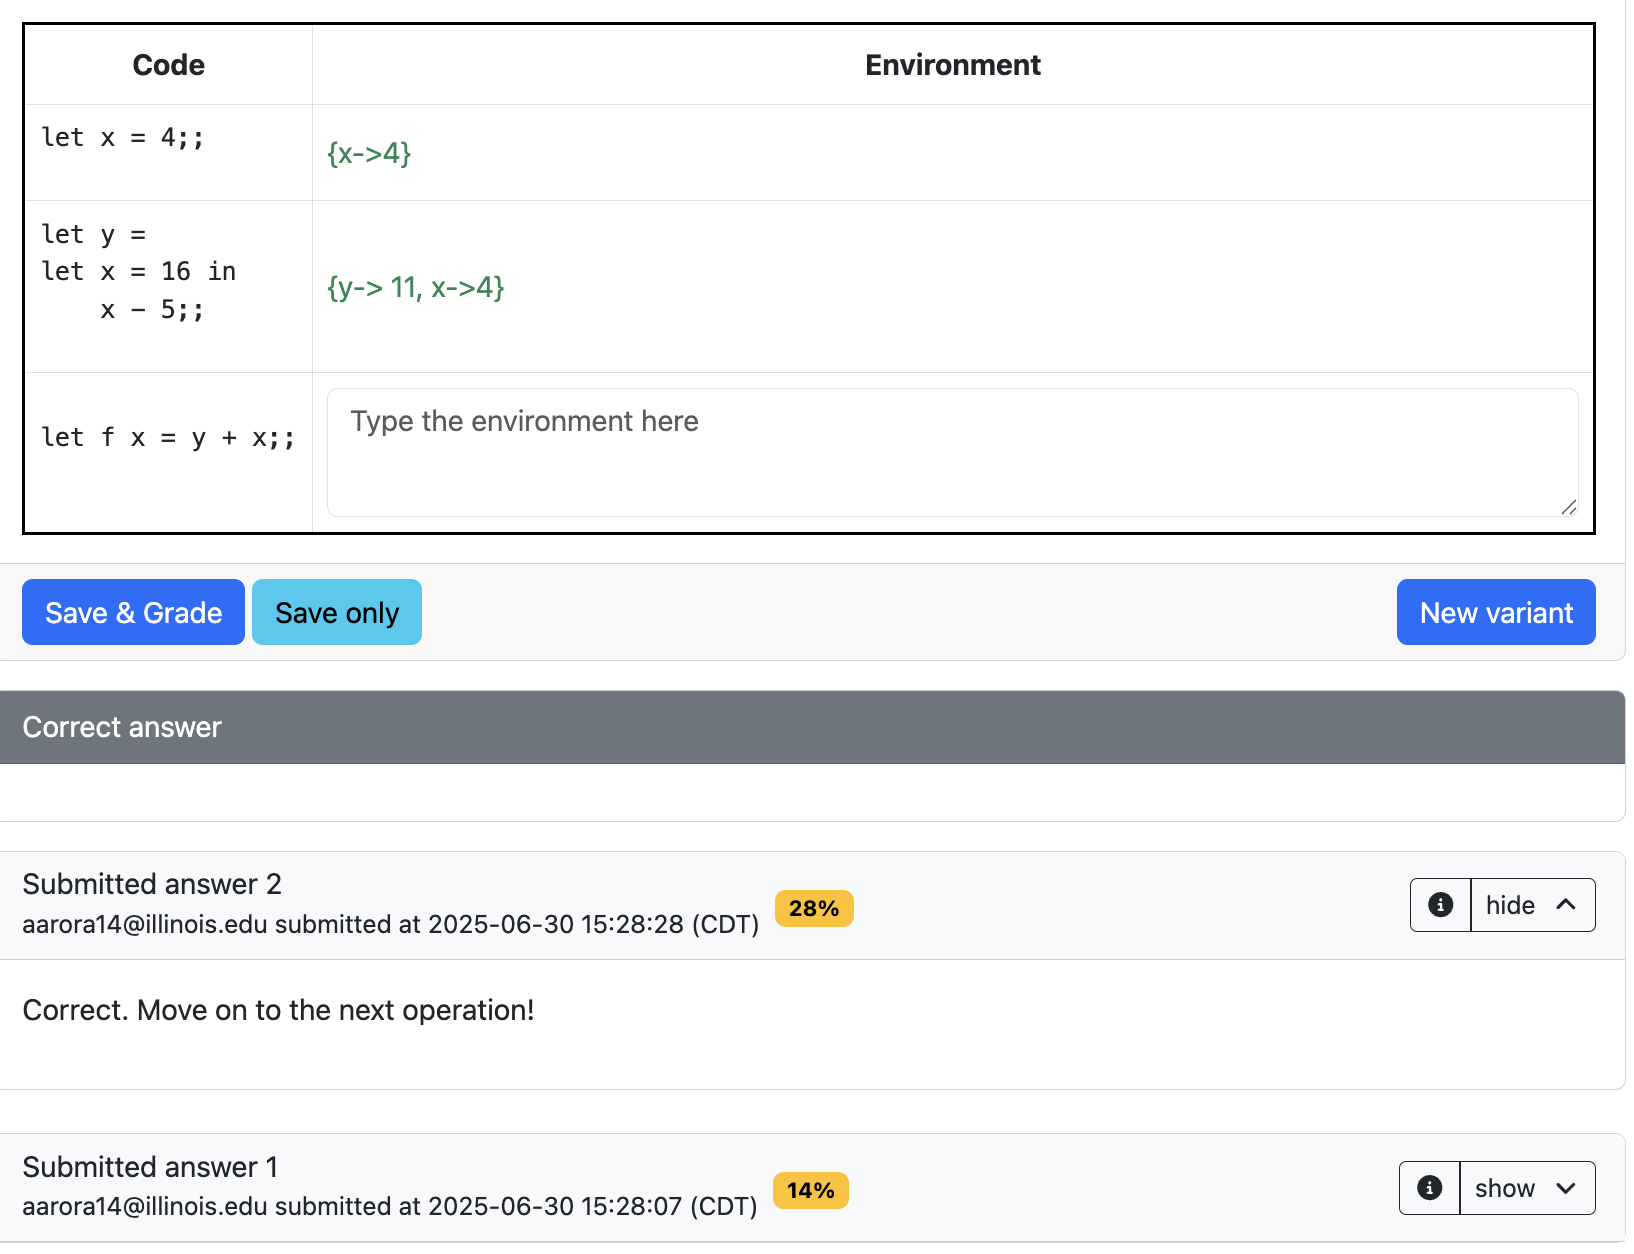 Code Environment
let x = 4;;
{x->4}
let y =
let x = 16 in
    x - 5;;
{y-> 11, x->4}
let f x = y + x;;
Type the environment here
Save & Grade Save only New variant
Correct answer
Submitted answer 2
aarora14@illinois.edu submitted at 2025-06-30 15:28:28 (CDT) 28% hide
Correct. Move on to the next operation!
Submitted answer 1
aarora14@illinois.edu submitted at 2025-06-30 15:28:07 (CDT) 14% show